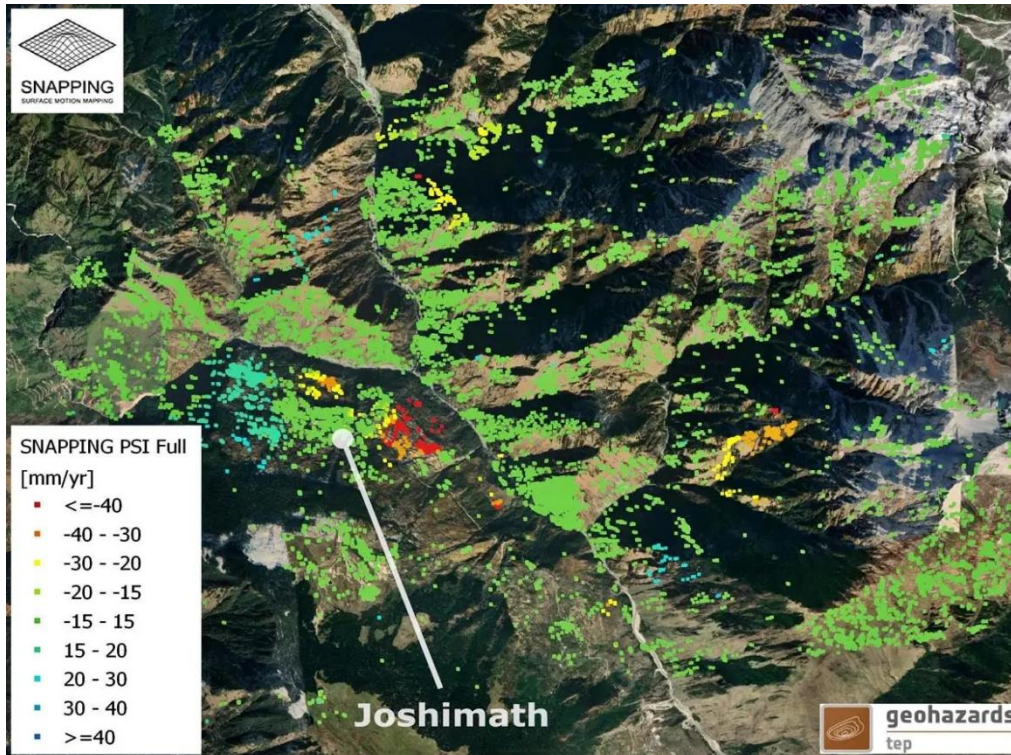 SNAPPING
SURFACE MOTION MAPPING
SNAPPING PSI Full
[mm/yr]
<=-40
-40 - -30
-30 - -20
-20 - -15
-15 - 15
15 - 20
20 - 30
30 - 40
>=40
Joshimath
geohazards
tep